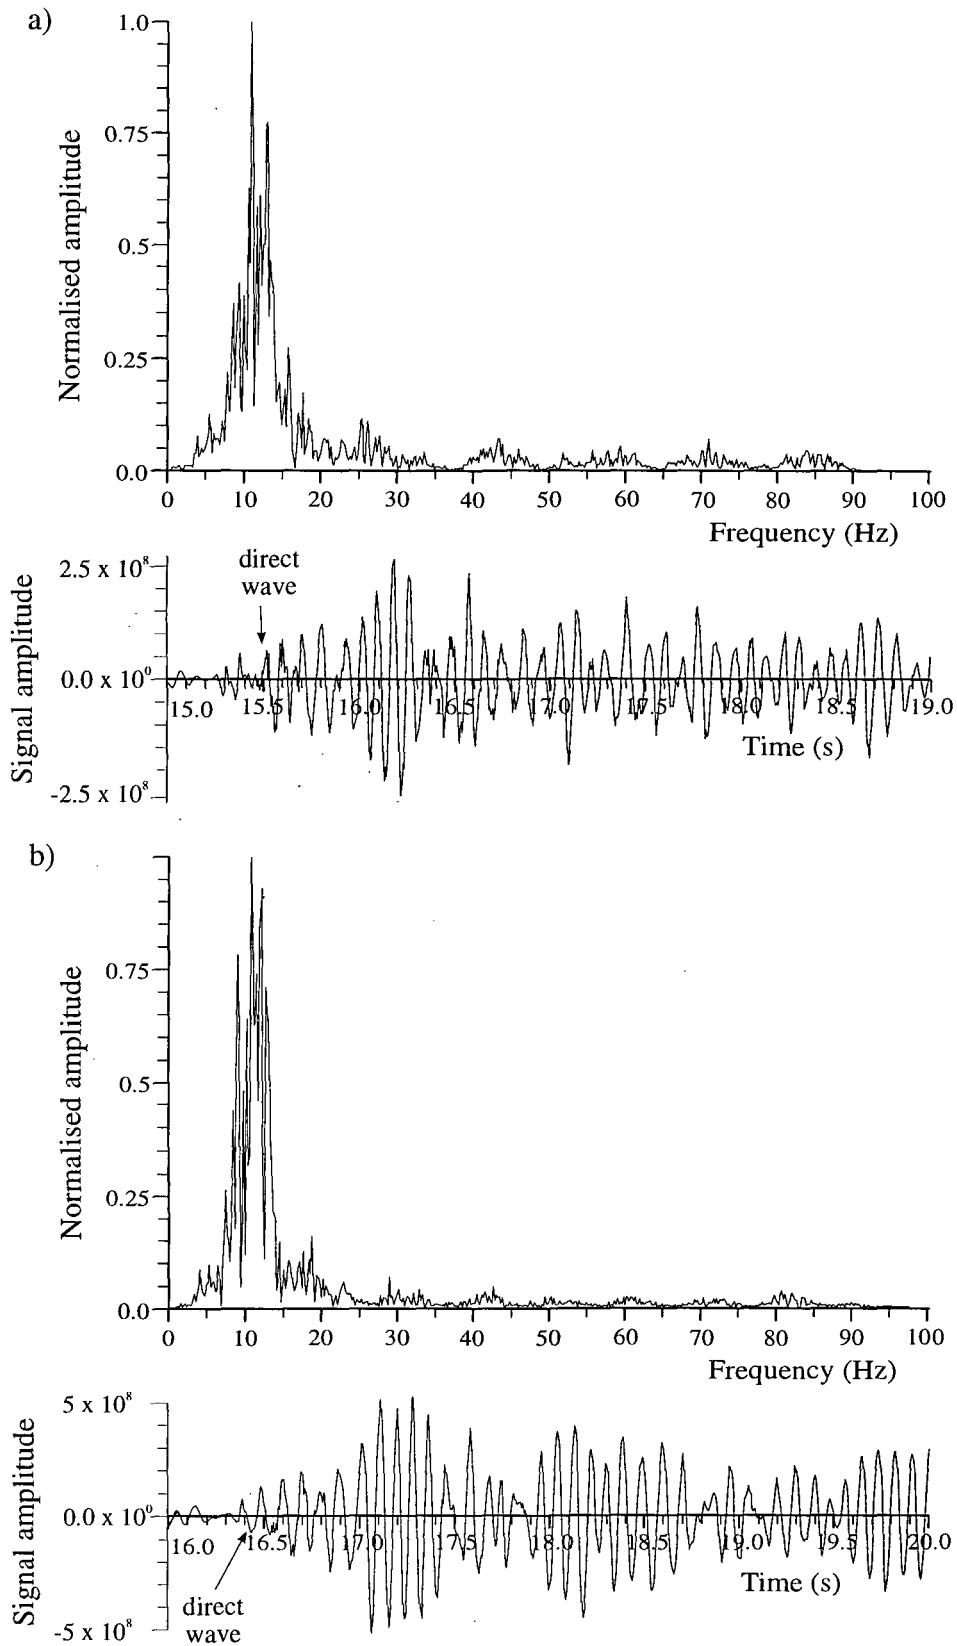 a)
1.0
0.75
0.5
0.25
0.0
Normalised amplitude
0 10 20 30 40 50 60 70 80 90 100
Frequency (Hz)
direct
wave
2.5 x 10⁸
0.0 x 10⁰
-2.5 x 10⁸
Signal amplitude
15.0 15.5 16.0 16.5 17.0 17.5 18.0 18.5 19.0
Time (s)
b)
0.75
0.5
0.25
0.0
Normalised amplitude
0 10 20 30 40 50 60 70 80 90 100
Frequency (Hz)
5 x 10⁸
0.0 x 10⁰
-5 x 10⁸
Signal amplitude
16.0 16.5 17.0 17.5 18.0 18.5 19.0 19.5 20.0
Time (s)
direct
wave